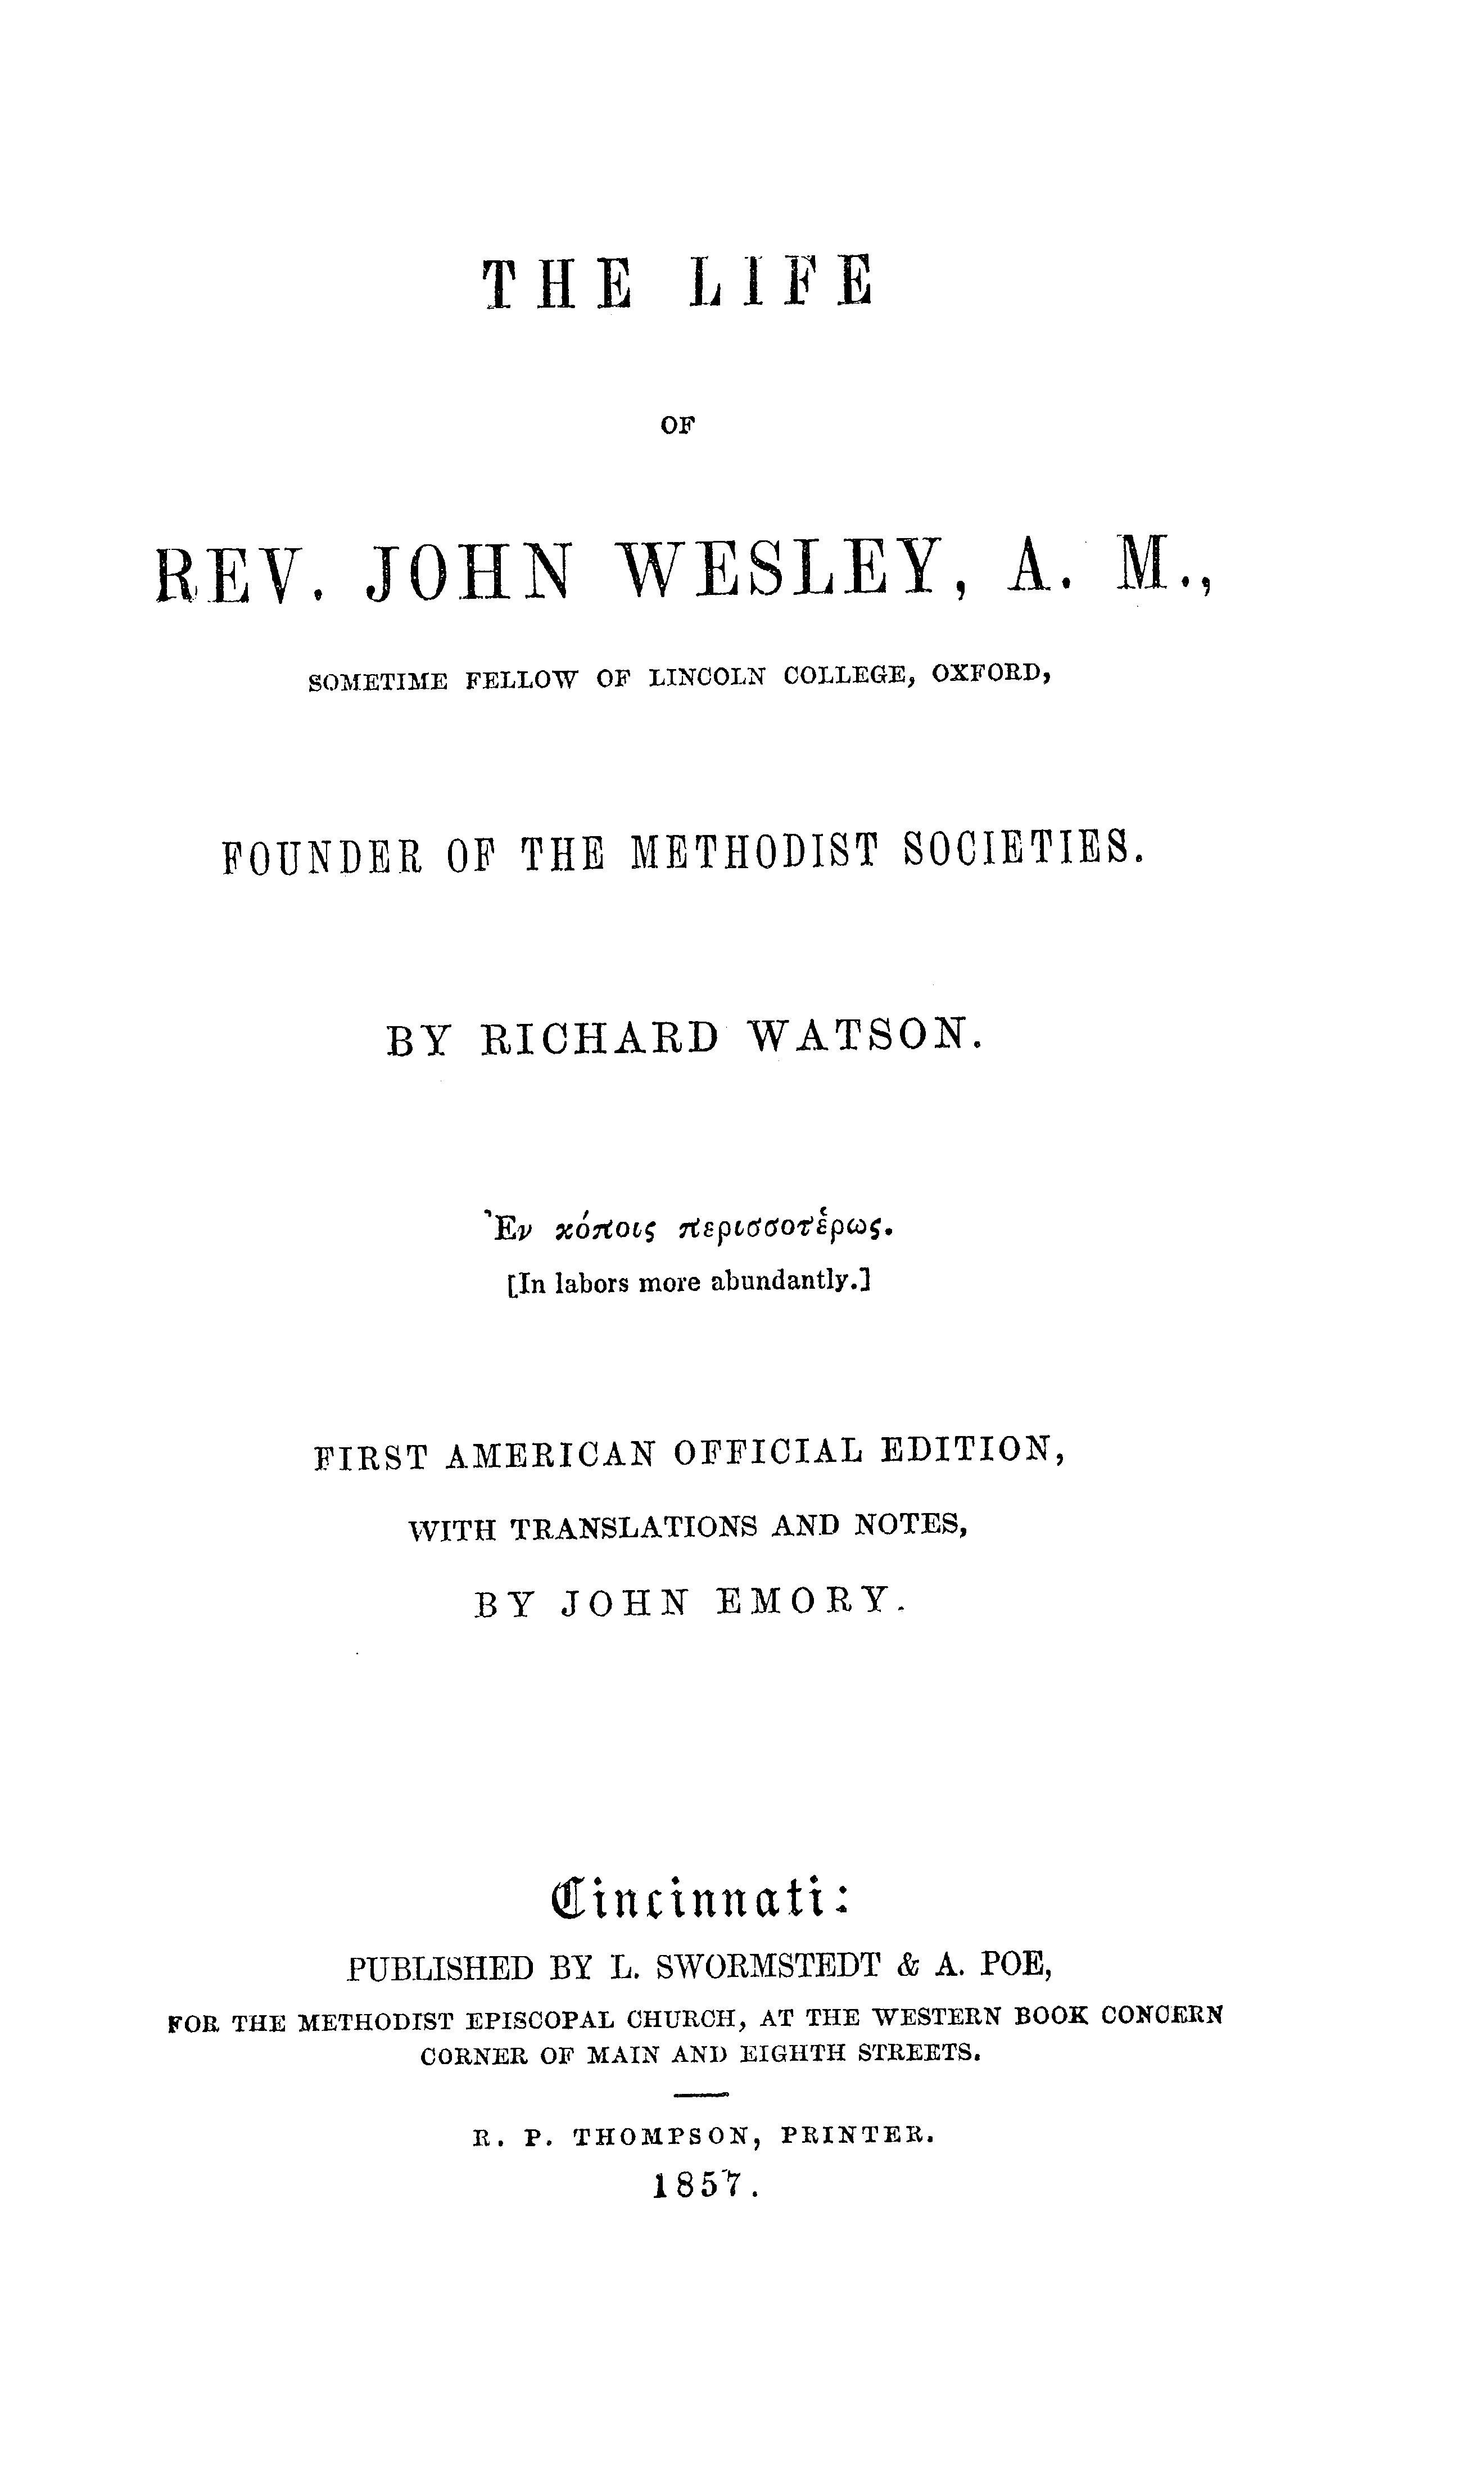 THE LIFE
OF
REV. JOHN WESLEY, A. M.,
SOMETIME FELLOW OF LINCOLN COLLEGE, OXFORD,
FOUNDER OF THE METHODIST SOCIETIES.
BY RICHARD WATSON.
Ἐν κόποις περισσοτέρως.
[In labors more abundantly.]
FIRST AMERICAN OFFICIAL EDITION,
WITH TRANSLATIONS AND NOTES,
BY JOHN EMORY.
Cincinnati:
PUBLISHED BY L. SWORMSTEDT & A. POE,
FOR THE METHODIST EPISCOPAL CHURCH, AT THE WESTERN BOOK CONCERN
CORNER OF MAIN AND EIGHTH STREETS.
R. P. THOMPSON, PRINTER.
1857.